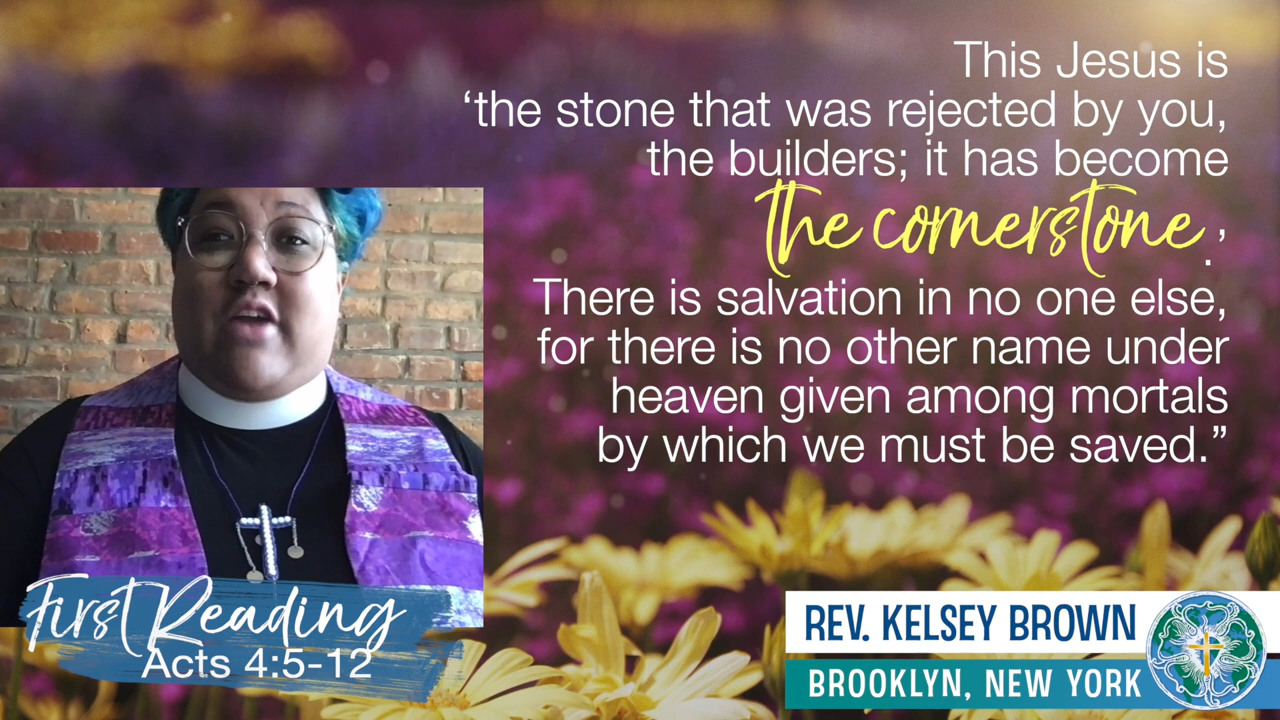 This Jesus is
‘the stone that was rejected by you,
the builders; it has become
the cornerstone.’
There is salvation in no one else,
for there is no other name under
heaven given among mortals
by which we must be saved.”
First Reading
Acts 4:5-12
REV. KELSEY BROWN
BROOKLYN, NEW YORK